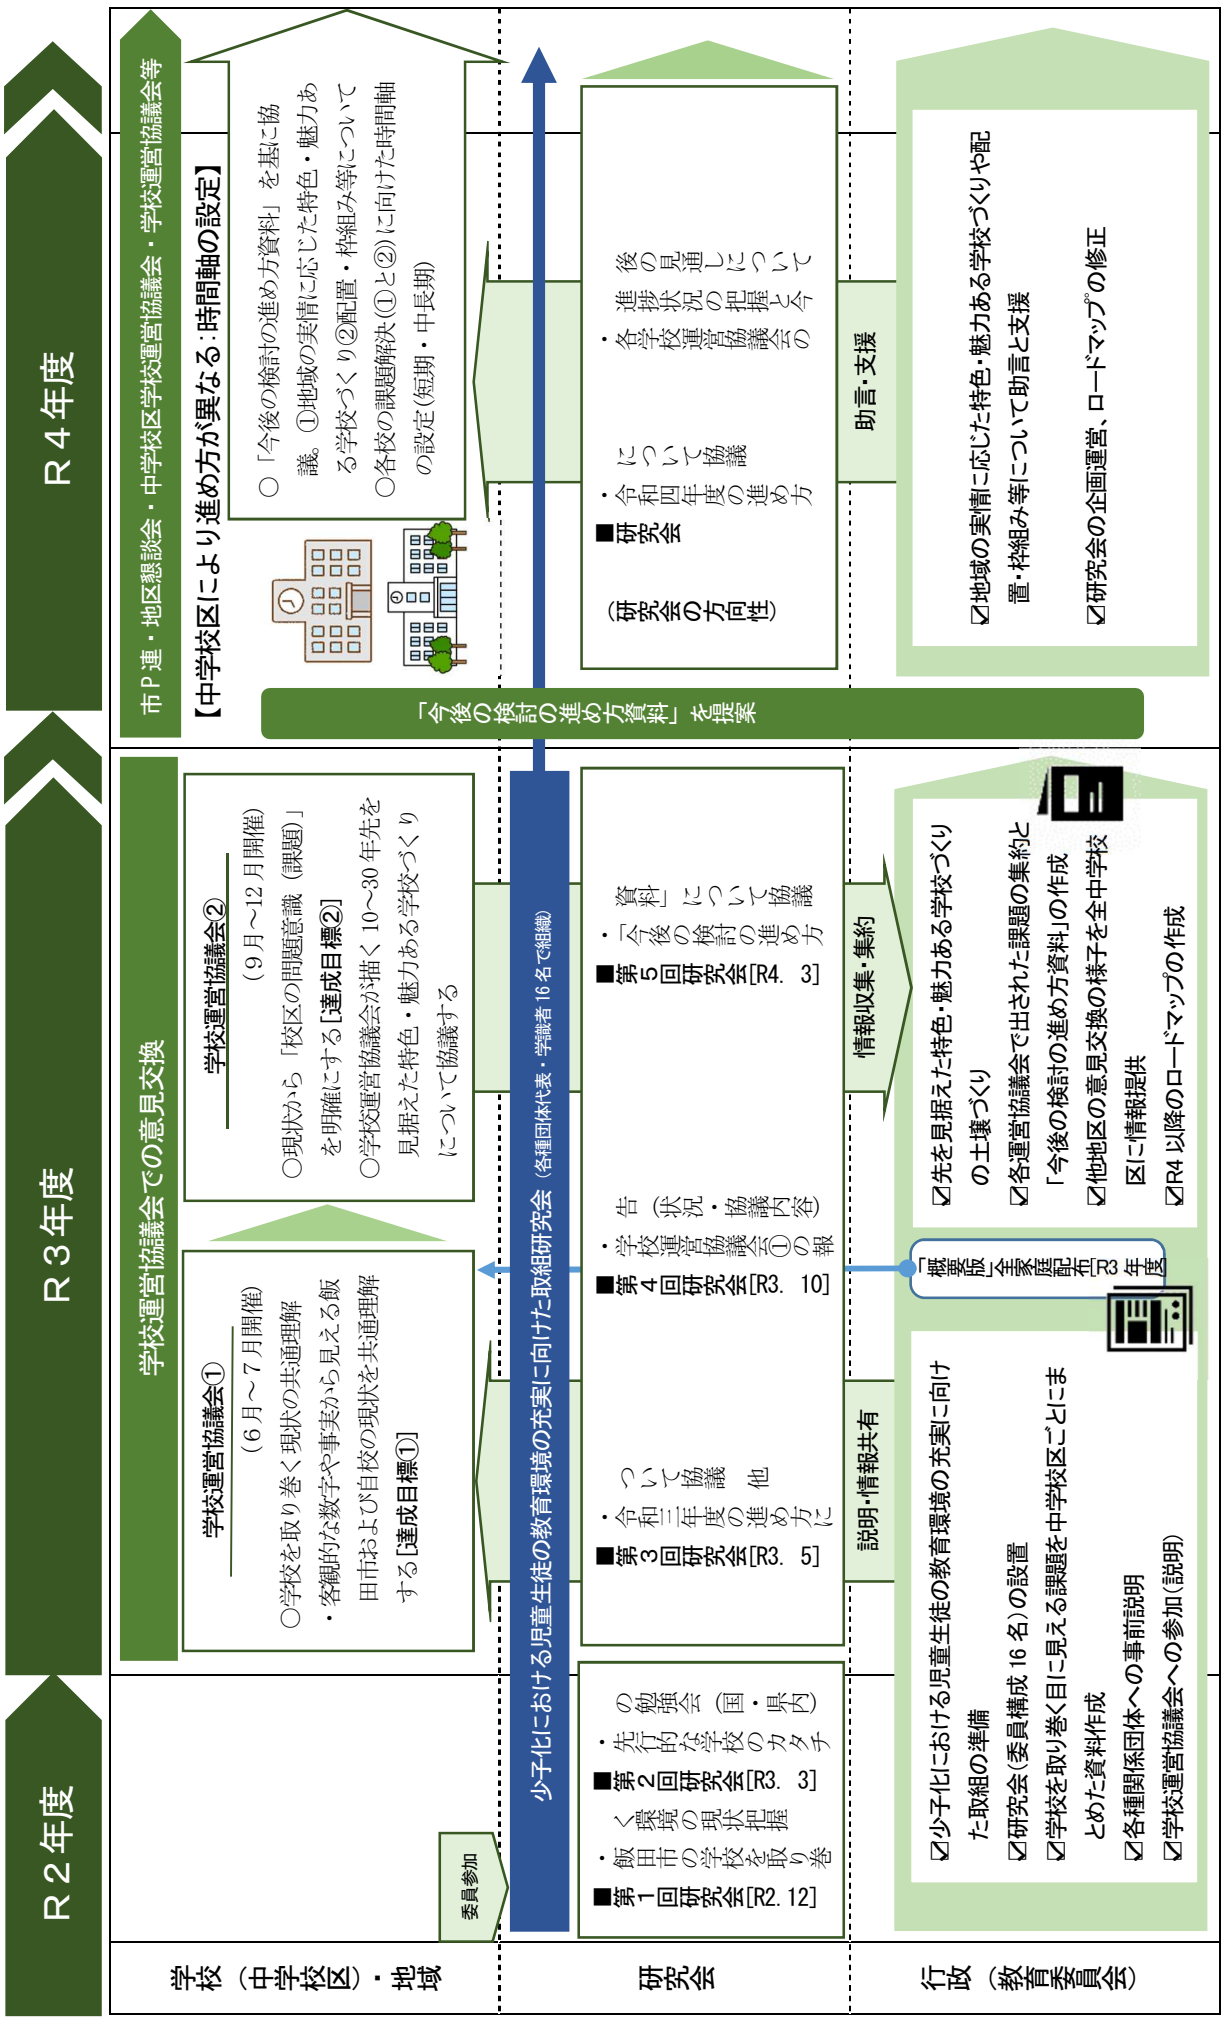 R2年度
R3年度
R4年度
学校（中学校区）・地域
学校運営協議会での意見交換
市P連・地区懇談会・中学校区学校運営協議会・学校運営協議会等
委員参加
学校運営協議会①
（6月～7月開催）
○学校を取り巻く現状の共通理解
・客観的な数字や事実から見える飯
田市および自校の現状を共通理解
する[達成目標①]
学校運営協議会②
（9月～12月開催）
○現状から「校区の問題意識（課題）」
を明確にする[達成目標②]
○学校運営協議会が描く10～30年先を
見据えた特色・魅力ある学校づくり
について協議する
【中学校区により進め方が異なる：時間軸の設定】
○「今後の検討の進め方資料」を基に協
議。①地域の実情に応じた特色・魅力あ
る学校づくり②配置・枠組み等について
○各校の課題解決（①と②）に向けた時間軸
の設定（短期・中長期）
「今後の検討の進め方資料」を提案
研究会
少子化における児童生徒の教育環境の充実に向けた取組研究会（各種団体代表・学識者16名で組織）
■第1回研究会[R2.12]
・飯田市の学校を取り巻
く環境の現状把握
■第2回研究会[R3. 3]
・先行的な学校のカタチ
の勉強会（国・県内）
■第3回研究会[R3. 5]
・令和三年度の進め方に
ついて協議　他
■第4回研究会[R3. 10]
・学校運営協議会①の報
告（状況・協議内容）
■第5回研究会[R4. 3]
・「今後の検討の進め方
資料」について協議
（研究会の方向性）
■研究会
・令和四年度の進め方
について協議
・各学校運営協議会の
進捗状況の把握と今
後の見通しについて
説明・情報共有
情報収集・集約
助言・支援
行政（教育委員会）
☑少子化における児童生徒の教育環境の充実に向け
た取組の準備
☑研究会（委員構成16名）の設置
☑学校を取り巻く目に見える課題を中学校区ごとにま
とめた資料作成
☑各種関係団体への事前説明
☑学校運営協議会への参加（説明）
「概要版」全家庭配布[R3年度]
☑先を見据えた特色・魅力ある学校づくり
の土壌づくり
☑各運営協議会で出された課題の集約と
「今後の検討の進め方資料」の作成
☑他地区の意見交換の様子を全中学校
区に情報提供
☑R4以降のロードマップの作成
☑地域の実情に応じた特色・魅力ある学校づくりや配
置・枠組み等について助言と支援
☑研究会の企画運営、ロードマップの修正